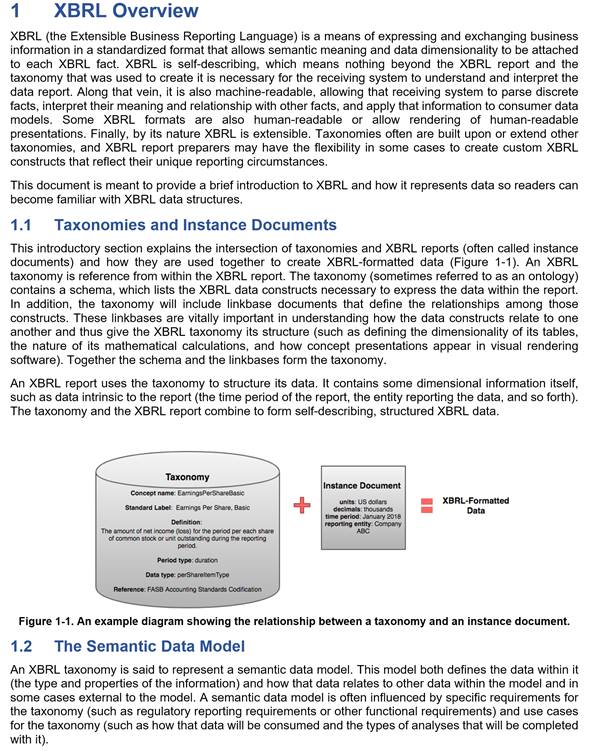 1 XBRL Overview
XBRL (the Extensible Business Reporting Language) is a means of expressing and exchanging business
information in a standardized format that allows semantic meaning and data dimensionality to be attached
to each XBRL fact. XBRL is self-describing, which means nothing beyond the XBRL report and the
taxonomy that was used to create it is necessary for the receiving system to understand and interpret the
data report. Along that vein, it is also machine-readable, allowing that receiving system to parse discrete
facts, interpret their meaning and relationship with other facts, and apply that information to consumer data
models. Some XBRL formats are also human-readable or allow rendering of human-readable
presentations. Finally, by its nature XBRL is extensible. Taxonomies often are built upon or extend other
taxonomies, and XBRL report preparers may have the flexibility in some cases to create custom XBRL
constructs that reflect their unique reporting circumstances.
This document is meant to provide a brief introduction to XBRL and how it represents data so readers can
become familiar with XBRL data structures.
1.1 Taxonomies and Instance Documents
This introductory section explains the intersection of taxonomies and XBRL reports (often called instance
documents) and how they are used together to create XBRL-formatted data (Figure 1-1). An XBRL
taxonomy is reference from within the XBRL report. The taxonomy (sometimes referred to as an ontology)
contains a schema, which lists the XBRL data constructs necessary to express the data within the report.
In addition, the taxonomy will include linkbase documents that define the relationships among those
constructs. These linkbases are vitally important in understanding how the data constructs relate to one
another and thus give the XBRL taxonomy its structure (such as defining the dimensionality of its tables,
the nature of its mathematical calculations, and how concept presentations appear in visual rendering
software). Together the schema and the linkbases form the taxonomy.
An XBRL report uses the taxonomy to structure its data. It contains some dimensional information itself,
such as data intrinsic to the report (the time period of the report, the entity reporting the data, and so forth).
The taxonomy and the XBRL report combine to form self-describing, structured XBRL data.
Taxonomy
Concept name: EarningsPerShareBasic
Standard Label: Earnings Per Share, Basic
Definition:
The amount of net income (loss) for the period per each share
of common stock or unit outstanding during the reporting
period.
Period type: duration
Data type: perShareItemType
Reference: FASB Accounting Standards Codification
+
Instance Document
units: US dollars
decimals: thousands
time period: January 2018
reporting entity: Company
ABC
=
XBRL-Formatted
Data
Figure 1-1. An example diagram showing the relationship between a taxonomy and an instance document.
1.2 The Semantic Data Model
An XBRL taxonomy is said to represent a semantic data model. This model both defines the data within it
(the type and properties of the information) and how that data relates to other data within the model and in
some cases external to the model. A semantic data model is often influenced by specific requirements for
the taxonomy (such as regulatory reporting requirements or other functional requirements) and use cases
for the taxonomy (such as how that data will be consumed and the types of analyses that will be completed
with it).